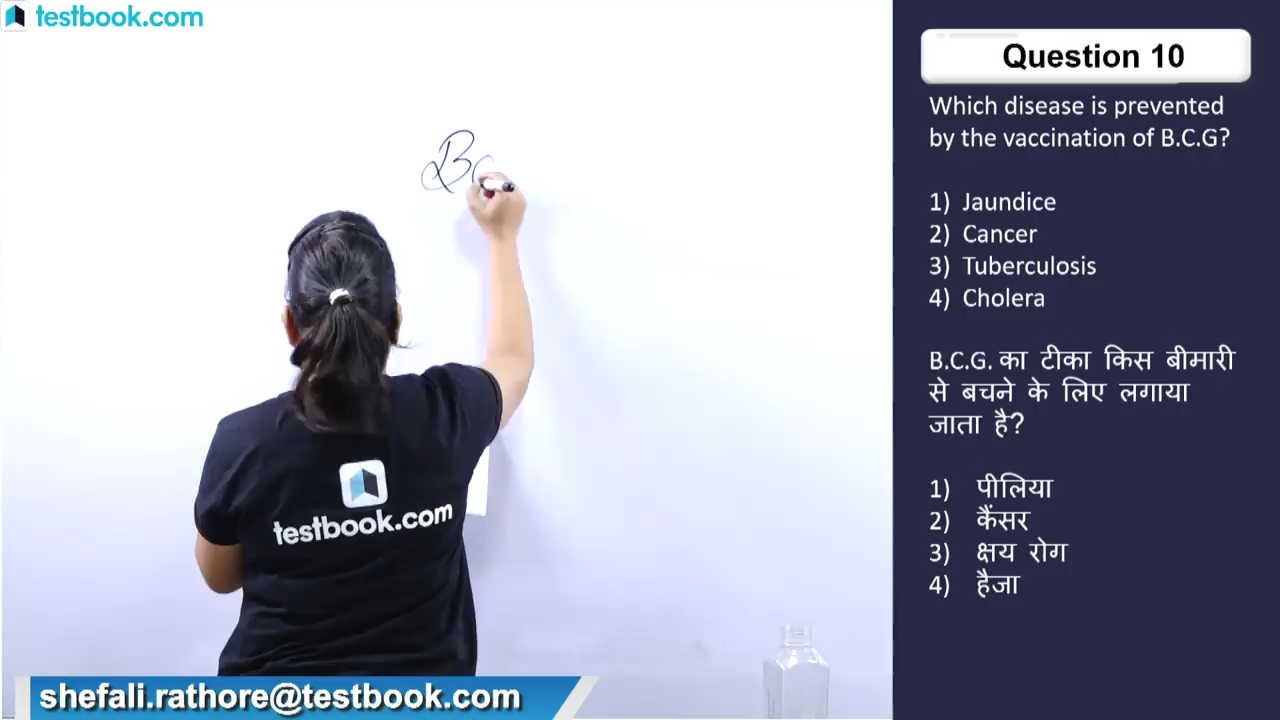 testbook.com
Question 10
Which disease is prevented
by the vaccination of B.C.G?
1) Jaundice
2) Cancer
3) Tuberculosis
4) Cholera
B.C.G. का टीका किस बीमारी
से बचने के लिए लगाया
जाता है?
1) पीलिया
2) कैंसर
3) क्षय रोग
4) हैजा
BC
testbook.com
shefali.rathore@testbook.com